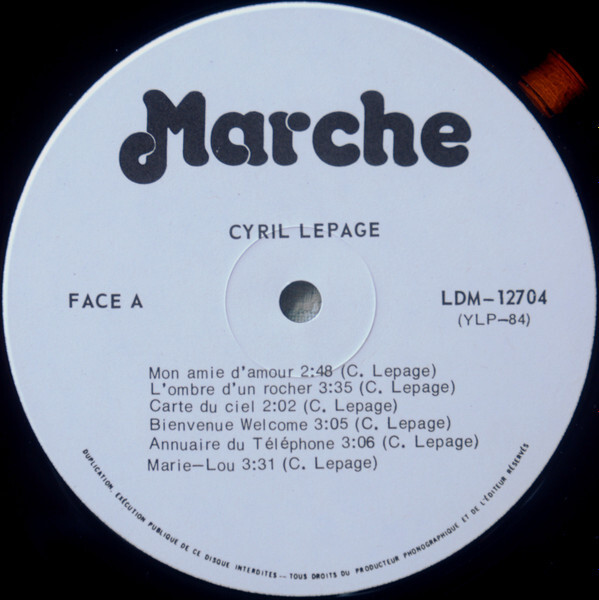 Marche
CYRIL LEPAGE
FACE A
LDM-12704
(YLP-84)
Mon amie d'amour 2:48 (C. Lepage)
L'ombre d'un rocher 3:35 (C. Lepage)
Carte du ciel 2:02 (C. Lepage)
Bienvenue Welcome 3:05 (C. Lepage)
Annuaire du Téléphone 3:06 (C. Lepage)
Marie-Lou 3:31 (C. Lepage)
DUPLICATION, EXÉCUTION PUBLIQUE DE CE DISQUE INTERDITES - TOUS DROITS DU PRODUCTEUR PHONOGRAPHIQUE ET DE L'ÉDITEUR RÉSERVÉS